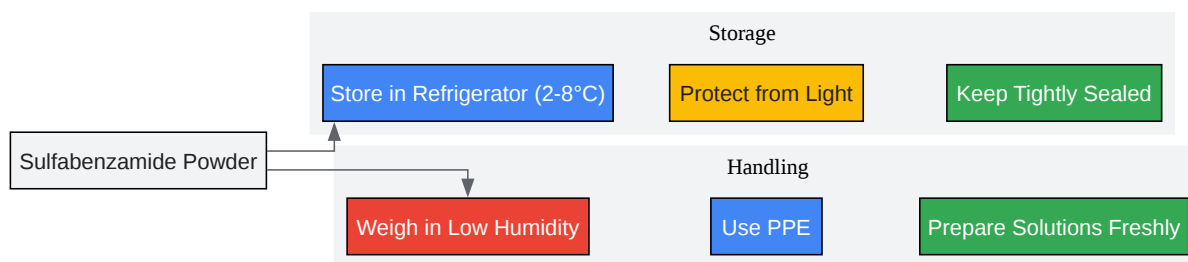 Storage
Store in Refrigerator (2-8°C)
Protect from Light
Keep Tightly Sealed
Sulfabenzamide Powder
Handling
Weigh in Low Humidity
Use PPE
Prepare Solutions Freshly